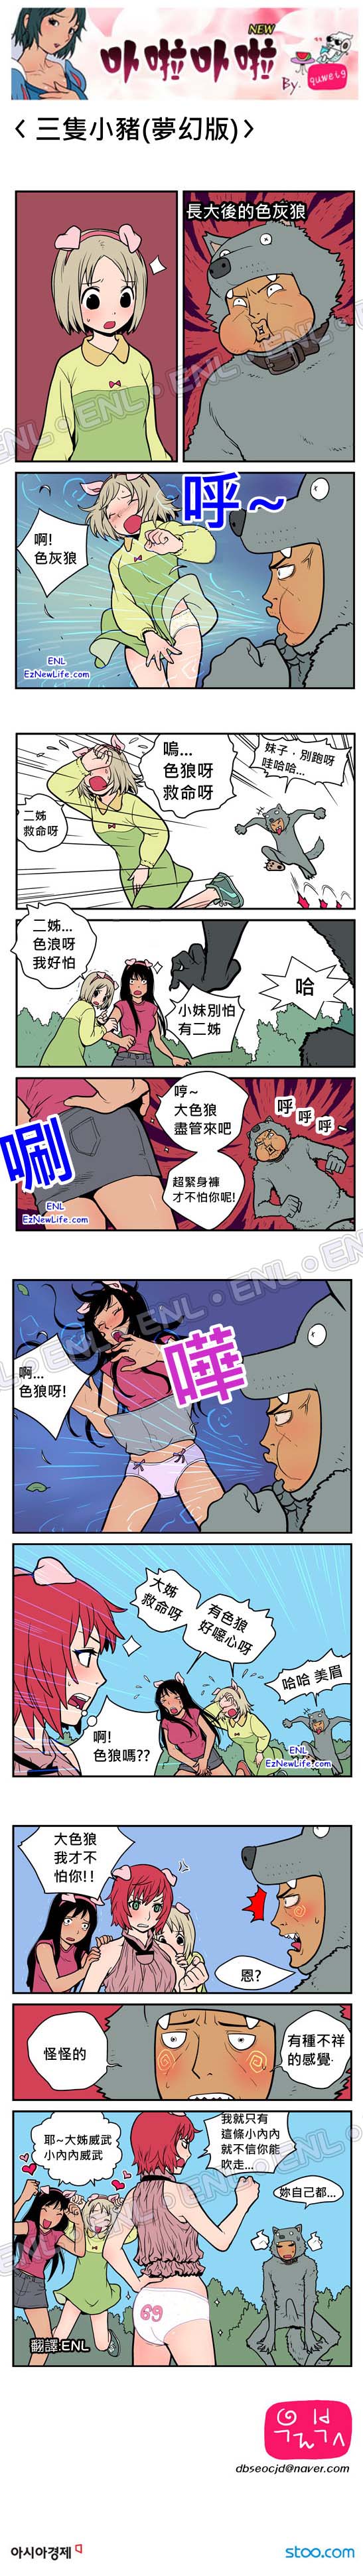 NEW
卟啦卟啦
By. quweig
< 三隻小豬(夢幻版)>
長大後的色灰狼
呼~
啊!
色灰狼
ENL
EzNewLife.com
嗚...
色狼呀
救命呀
妹子，別跑呀
哇哈哈...
二姊
救命呀
二姊...
色浪呀
我好怕
小妹別怕
有二姊
哈
哼~
大色狼
盡管來吧
超緊身褲
才不怕你呢!
呼
呼
呼~
唰
ENL
EzNewLife.com
啊...
色狼呀!
嘩
大姊
救命呀
有色狼
好噁心呀
哈哈 美眉
啊!
色狼嗎??
ENL
EzNewLife.com
大色狼
我才不
怕你!!
恩?
怪怪的
有種不祥
的感覺.
耶~大姊威武
小內內威武
我就只有
這條小內內
就不信你能
吹走...
妳自己都...
69
翻譯:ENL
dbseocjd@naver.com
아시아경제
stoo.com